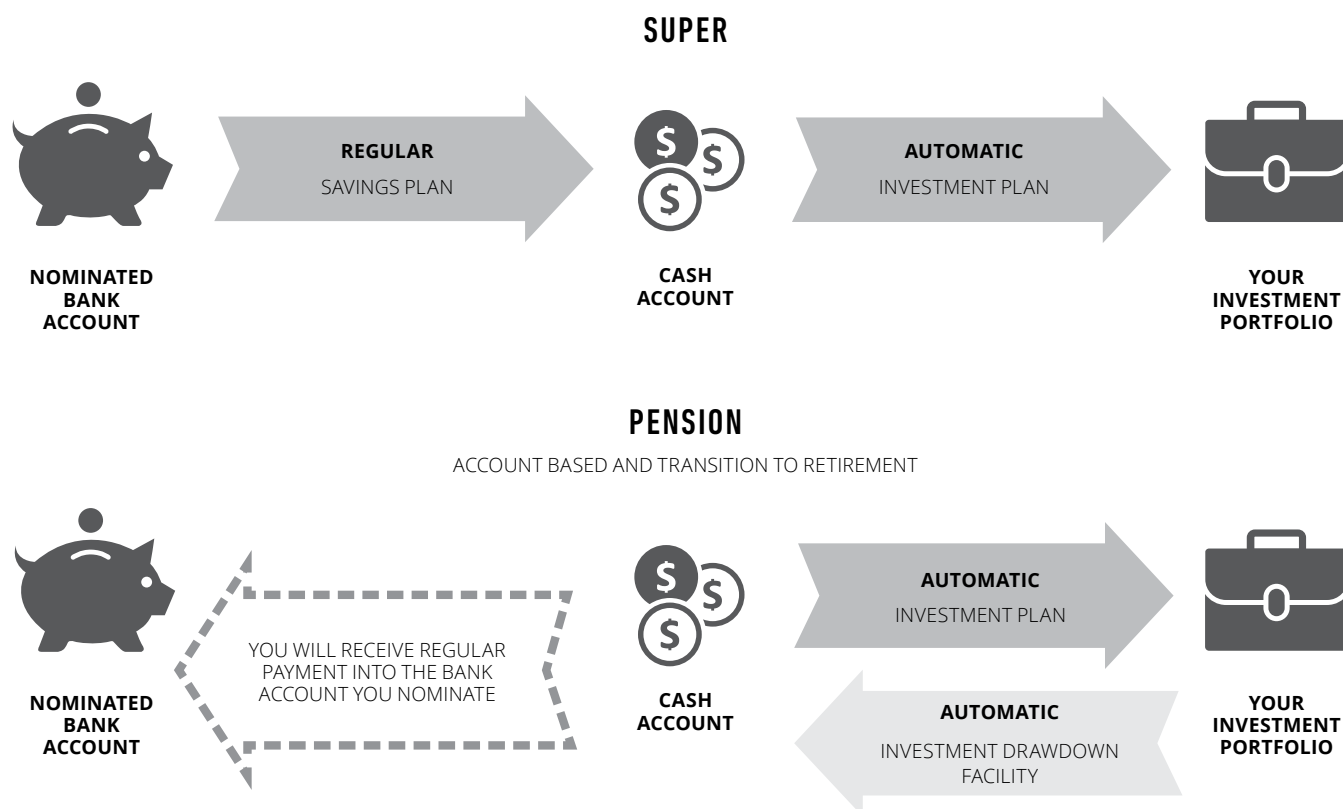 SUPER
REGULAR
SAVINGS PLAN
AUTOMATIC
INVESTMENT PLAN
$
$
$
NOMINATED
BANK
ACCOUNT
CASH
ACCOUNT
YOUR
INVESTMENT
PORTFOLIO
PENSION
ACCOUNT BASED AND TRANSITION TO RETIREMENT
YOU WILL RECEIVE REGULAR
PAYMENT INTO THE BANK
ACCOUNT YOU NOMINATE
$
$
$
AUTOMATIC
INVESTMENT PLAN
NOMINATED
BANK
ACCOUNT
CASH
ACCOUNT
AUTOMATIC
INVESTMENT DRAWDOWN
FACILITY
YOUR
INVESTMENT
PORTFOLIO